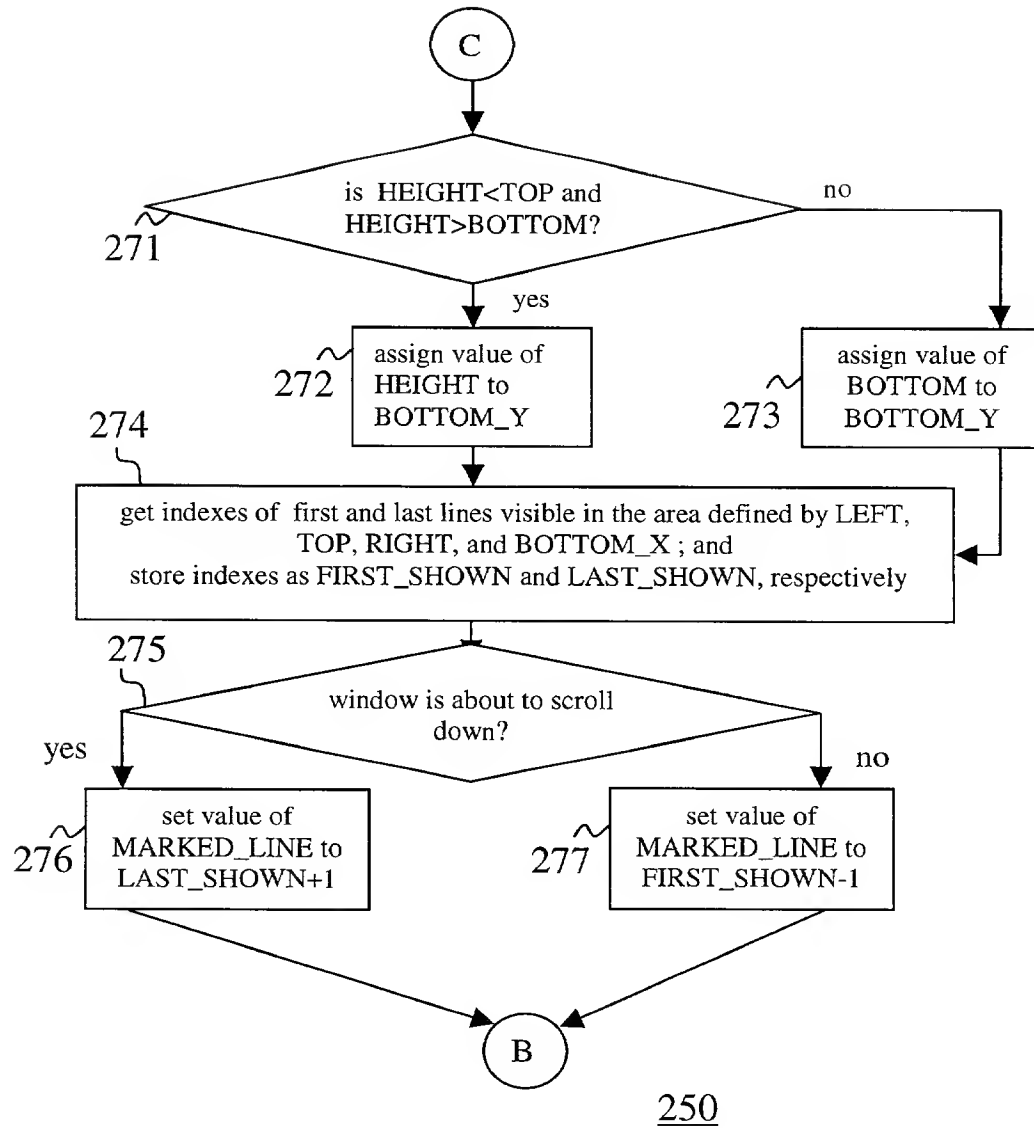 C
is HEIGHT<TOP and
HEIGHT>BOTTOM?
no
271
yes
272
assign value of
HEIGHT to
BOTTOM_Y
273
assign value of
BOTTOM to
BOTTOM_Y
274
get indexes of first and last lines visible in the area defined by LEFT,
TOP, RIGHT, and BOTTOM_X ; and
store indexes as FIRST_SHOWN and LAST_SHOWN, respectively
275
window is about to scroll
down?
yes
no
276
set value of
MARKED_LINE to
LAST_SHOWN+1
277
set value of
MARKED_LINE to
FIRST_SHOWN-1
B
250